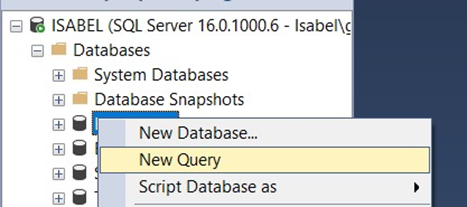 ISABEL (SQL Server 16.0.1000.6 - Isabel\g
Databases
System Databases
Database Snapshots
New Database...
New Query
Script Database as